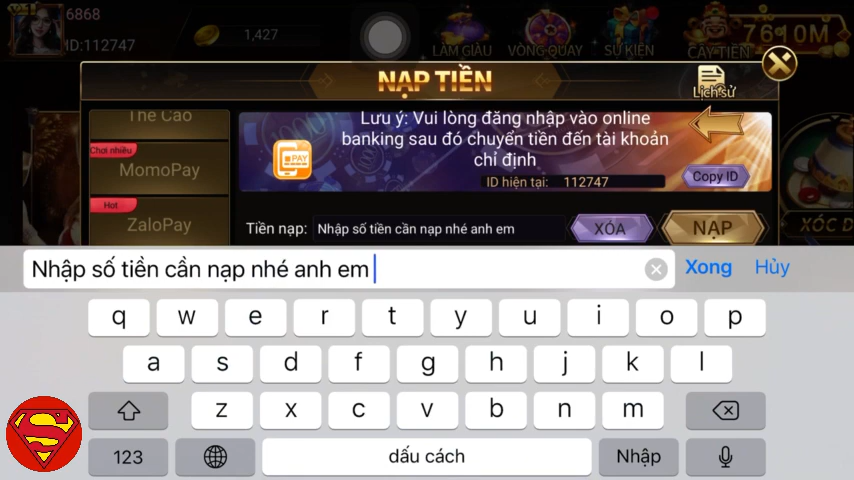 6868
ID:112747
1,427
LÀM GIÀU
VÒNG QUAY
SỰ KIỆN
CÂY TIỀN
NẠP TIỀN
Lịch sử
Thẻ Cào
Chơi nhiều
MomoPay
Hot
ZaloPay
Lưu ý: Vui lòng đăng nhập vào online
banking sau đó chuyển tiền đến tài khoản
chỉ định
PAY
ID hiện tại: 112747
Copy ID
Tiền nạp: Nhập số tiền cần nạp nhé anh em
XÓA
NẠP
XÓC D
Nhập số tiền cần nạp nhé anh em
Xong Hủy
q w e r t y u i o p
a s d f g h j k l
z x c v b n m
123 dấu cách Nhập